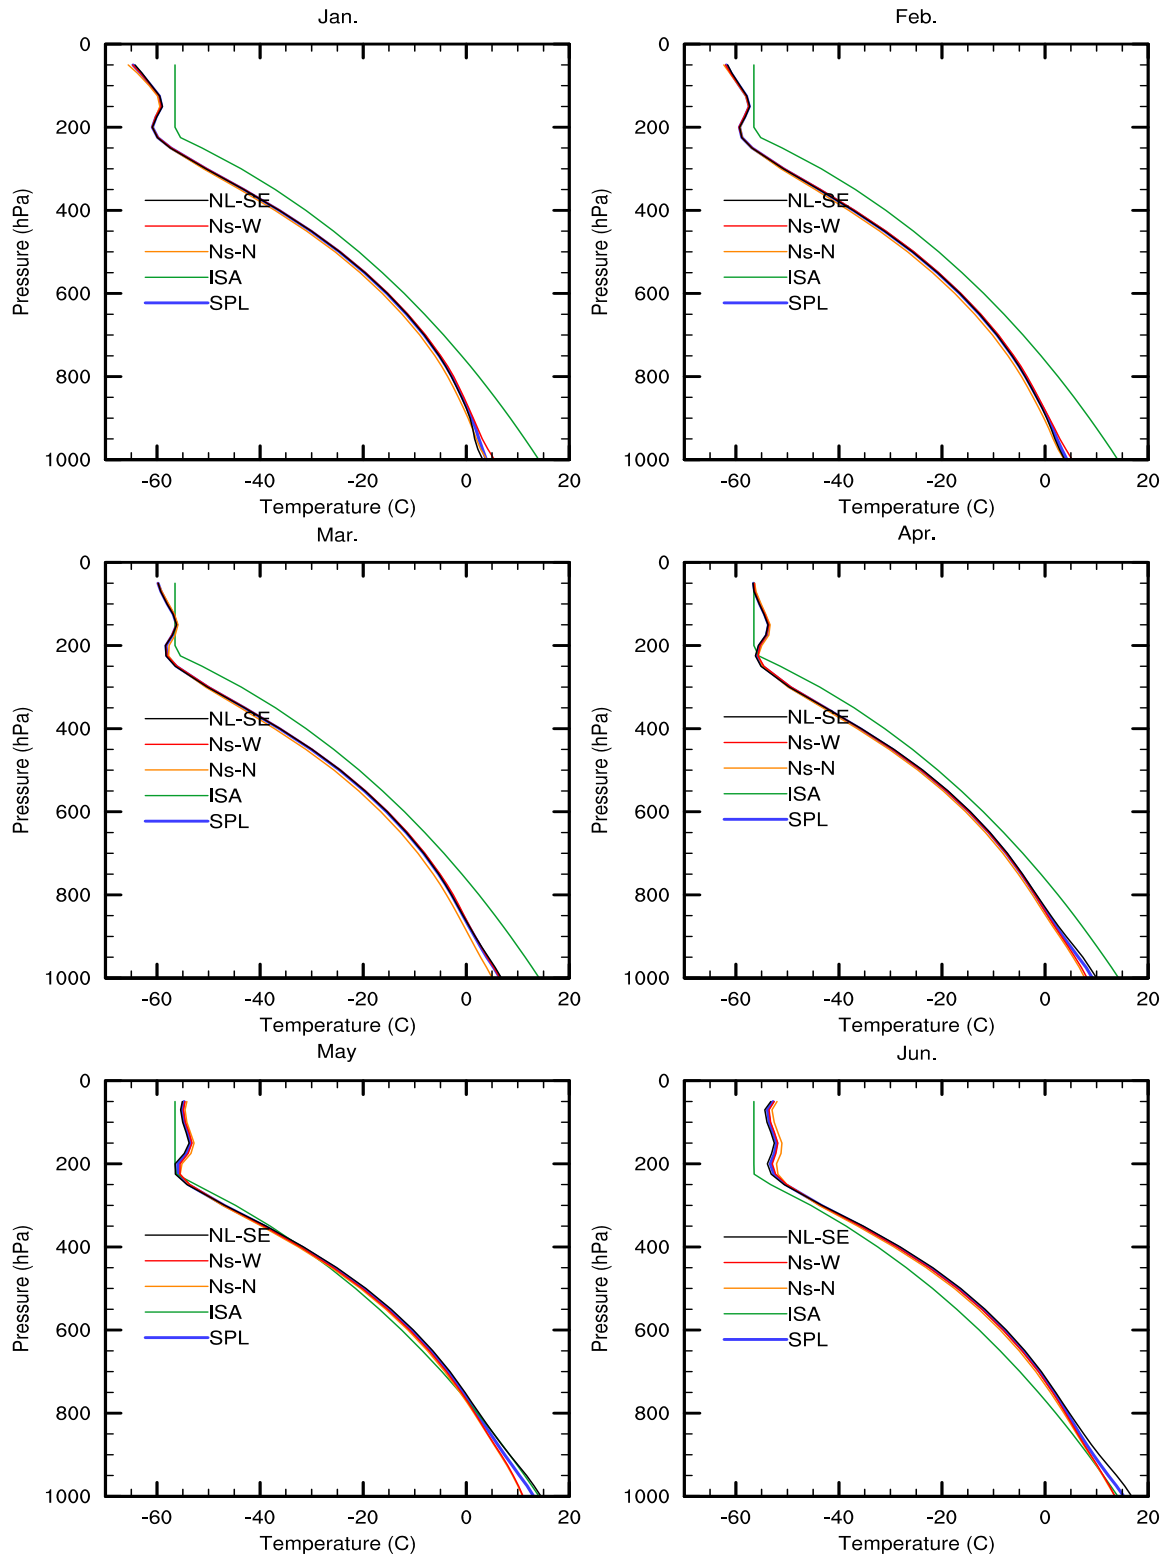 Jan.
0
200
400
600
800
1000
Pressure (hPa)
NL-SE
Ns-W
Ns-N
ISA
SPL
-60 -40 -20 0 20
Temperature (C)
Feb.
0
200
400
600
800
1000
Pressure (hPa)
NL-SE
Ns-W
Ns-N
ISA
SPL
-60 -40 -20 0 20
Temperature (C)
Mar.
0
200
400
600
800
1000
Pressure (hPa)
NL-SE
Ns-W
Ns-N
ISA
SPL
-60 -40 -20 0 20
Temperature (C)
Apr.
0
200
400
600
800
1000
Pressure (hPa)
NL-SE
Ns-W
Ns-N
ISA
SPL
-60 -40 -20 0 20
Temperature (C)
May
0
200
400
600
800
1000
Pressure (hPa)
NL-SE
Ns-W
Ns-N
ISA
SPL
-60 -40 -20 0 20
Temperature (C)
Jun.
0
200
400
600
800
1000
Pressure (hPa)
NL-SE
Ns-W
Ns-N
ISA
SPL
-60 -40 -20 0 20
Temperature (C)